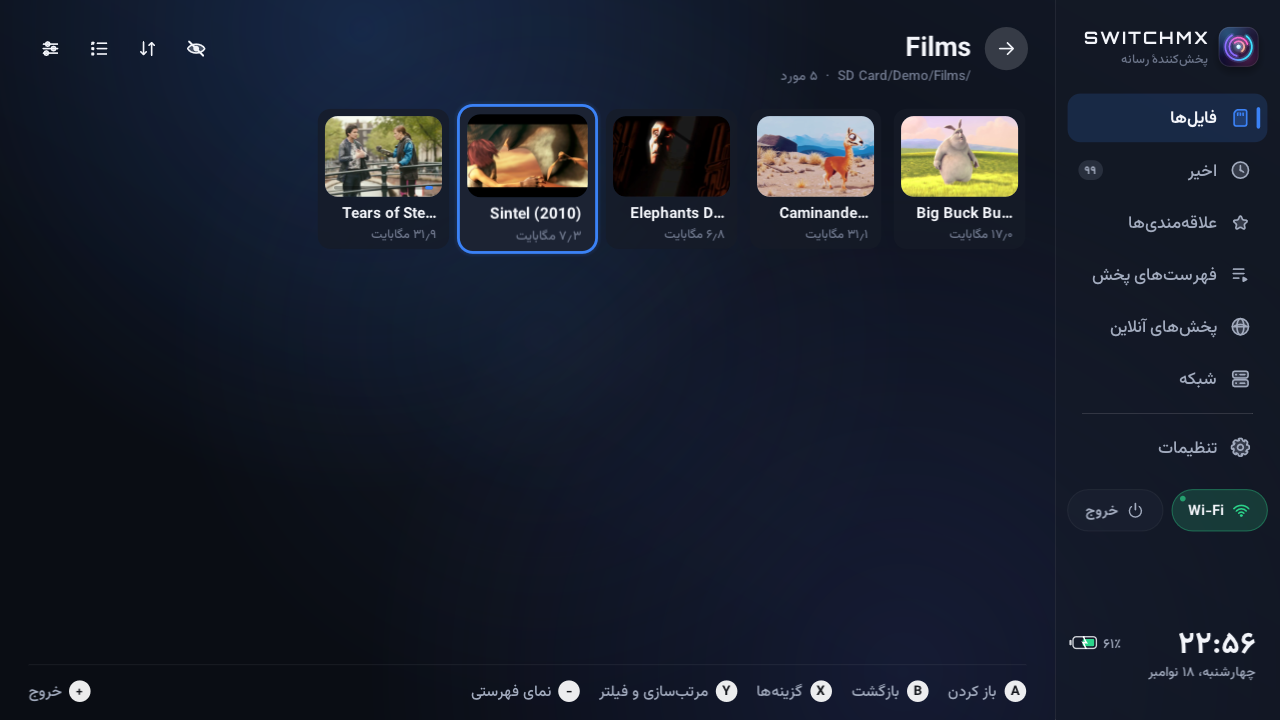 SWITCHMX
پخش‌کنندهٔ رسانه
فایل‌ها
اخیر
۹۹
علاقه‌مندی‌ها
فهرست‌های پخش
پخش‌های آنلاین
شبکه
تنظیمات
Wi-Fi
خروج
۲۲:۵۶
۶۱٪
چهارشنبه، ۱۸ نوامبر
Films
SD Card/Demo/Films/ · ۵ مورد
Big Buck Bu...
۱۷٫۰ مگابایت
Caminande...
۳۱٫۱ مگابایت
Elephants D...
۶٫۸ مگابایت
Sintel (2010)
۷٫۳ مگابایت
Tears of Ste...
۳۱٫۹ مگابایت
A باز کردن
B بازگشت
X گزینه‌ها
Y مرتب‌سازی و فیلتر
- نمای فهرستی
+ خروج